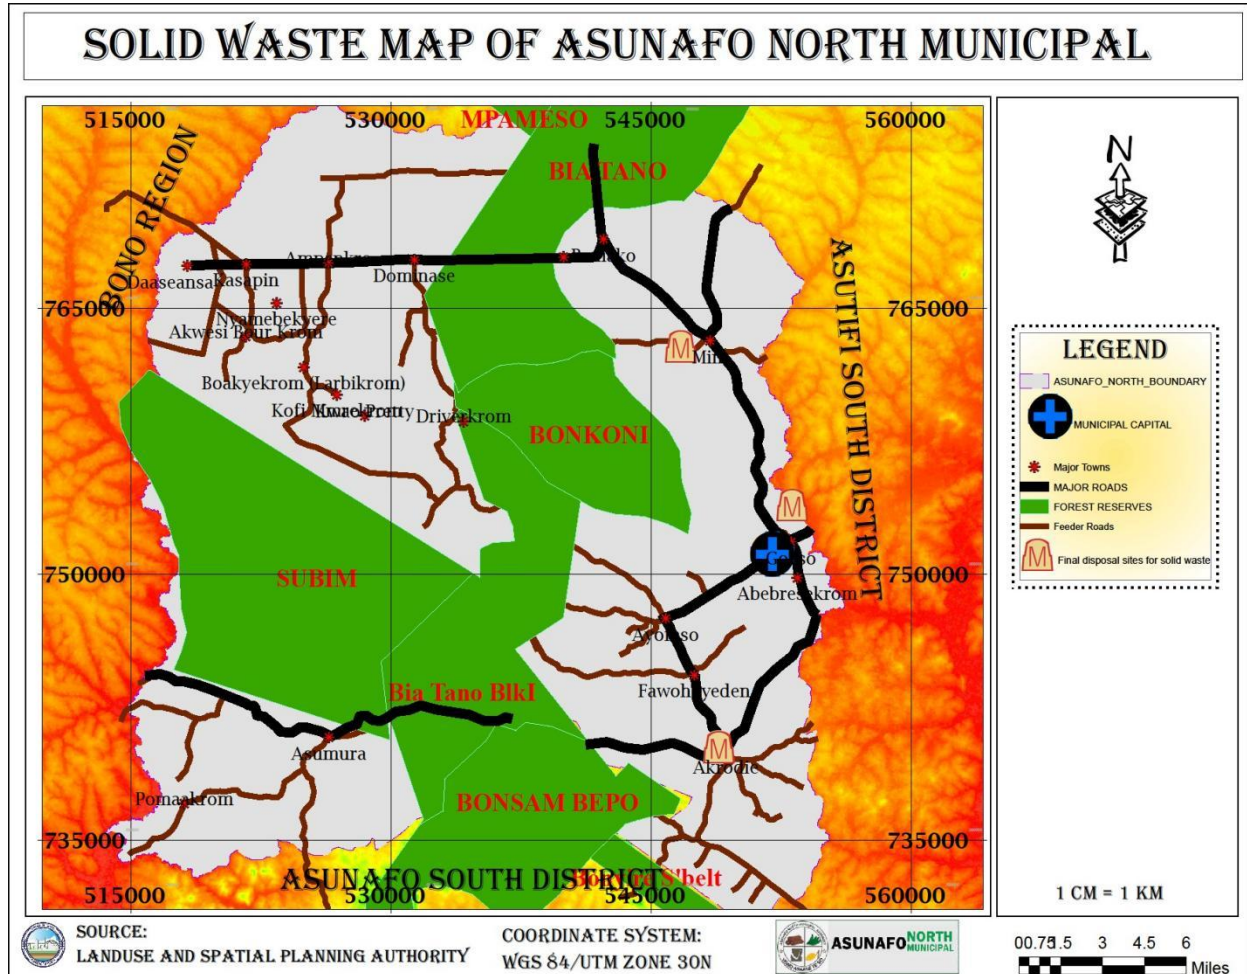 SOLID WASTE MAP OF ASUNAFO NORTH MUNICIPAL
515000
530000
545000
560000
MPAMESO
BIA TANO
BONO REGION
Daaseansa
Kasapin
Dominase
765000
765000
Nyamebekyere
Akwesi Bour Krom
Boakyekrom (Larbikrom)
Driverkrom
BONKONI
ASUTIFI SOUTH DISTRICT
M
M
SUBIM
750000
750000
Abebresekrom
Bia Tano BlkI
Asumura
M
Akrodie
Pomaakrom
BONSAM BEPO
735000
735000
ASUNAFO SOUTH DISTRICT
S'belt
515000
530000
545000
560000
N
LEGEND
ASUNAFO_NORTH_BOUNDARY
MUNICIPAL CAPITAL
Major Towns
MAJOR ROADS
FOREST RESERVES
Feeder Roads
M Final disposal sites for solid waste
1 CM = 1 KM
SOURCE:
LANDUSE AND SPATIAL PLANNING AUTHORITY
COORDINATE SYSTEM:
WGS 84/UTM ZONE 30N
ASUNAFO NORTH
MUNICIPAL
00.751.5 3 4.5 6
Miles